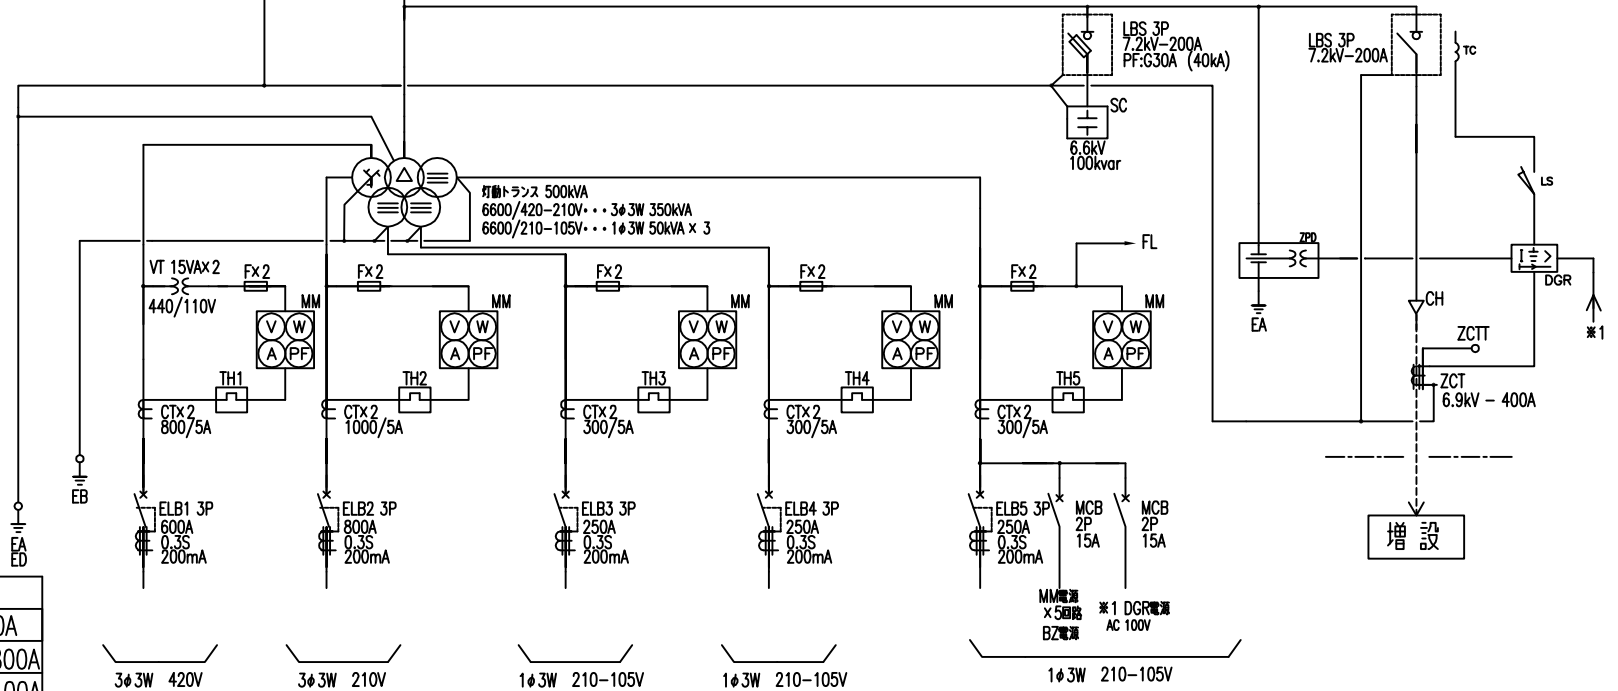 LBS 3P
7.2kV-200A
PF:G30A (40kA)
LBS 3P
7.2kV-200A
TC
SC
6.6kV
100kvar
灯動トランス 500kVA
6600/420-210V・・・3φ3W 350kVA
6600/210-105V・・・1φ3W 50kVA×3
LS
FL
ZPD
I ≑ >
DGR
EA
CH
※1
ZCTT
ZCT
6.9kV - 400A
VT 15VA×2
440/110V
F×2
F×2
F×2
F×2
F×2
MM
MM
MM
MM
MM
V W
A PF
V W
A PF
V W
A PF
V W
A PF
V W
A PF
TH1
TH2
TH3
TH4
TH5
CT×2
800/5A
CT×2
1000/5A
CT×2
300/5A
CT×2
300/5A
CT×2
300/5A
EB
EA
ED
ELB1 3P
600A
0.3S
200mA
ELB2 3P
800A
0.3S
200mA
ELB3 3P
250A
0.3S
200mA
ELB4 3P
250A
0.3S
200mA
ELB5 3P
250A
0.3S
200mA
MCB
2P
15A
MCB
2P
15A
増設
MM電源
×5回路
BZ電源
※1 DGR電源
AC 100V
3φ3W 420V
3φ3W 210V
1φ3W 210-105V
1φ3W 210-105V
1φ3W 210-105V